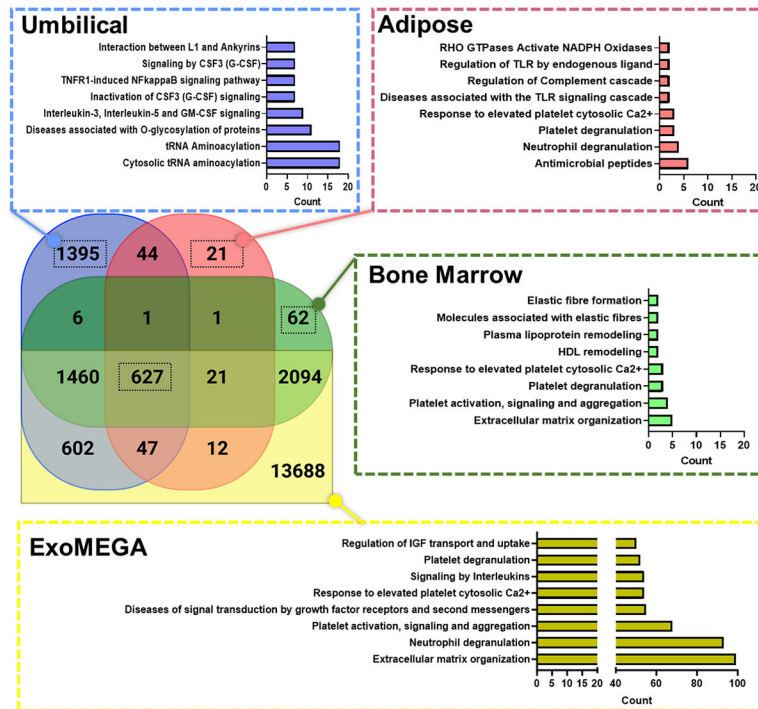 Umbilical
Interaction between L1 and Ankyrins
Signaling by CSF3 (G-CSF)
TNFR1-induced NFkappaB signaling pathway
Inactivation of CSF3 (G-CSF) signaling
Interleukin-3, Interleukin-5 and GM-CSF signaling
Diseases associated with O-glycosylation of proteins
tRNA Aminoacylation
Cytosolic tRNA aminoacylation
0 5 10 15 20
Count
Adipose
RHO GTPases Activate NADPH Oxidases
Regulation of TLR by endogenous ligand
Regulation of Complement cascade
Diseases associated with the TLR signaling cascade
Response to elevated platelet cytosolic Ca2+
Platelet degranulation
Neutrophil degranulation
Antimicrobial peptides
0 5 10 15 20
Count
1395 44 21
6 1 1 62
1460 627 21 2094
602 47 12
13688
Bone Marrow
Elastic fibre formation
Molecules associated with elastic fibres
Plasma lipoprotein remodeling
HDL remodeling
Response to elevated platelet cytosolic Ca2+
Platelet degranulation
Platelet activation, signaling and aggregation
Extracellular matrix organization
0 5 10 15 20
Count
ExoMEGA
Regulation of IGF transport and uptake
Platelet degranulation
Signaling by Interleukins
Response to elevated platelet cytosolic Ca2+
Diseases of signal transduction by growth factor receptors and second messengers
Platelet activation, signaling and aggregation
Neutrophil degranulation
Extracellular matrix organization
0 5 10 15 20 40 60 80 100
Count